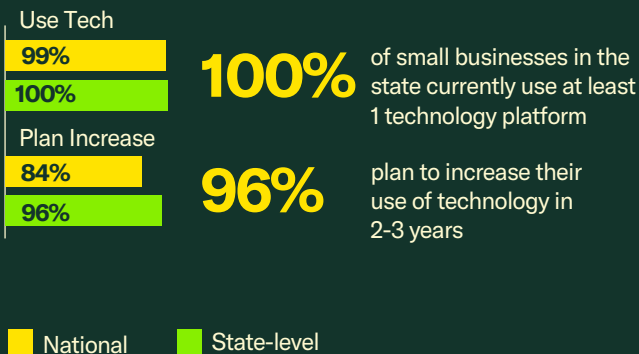 Use Tech
99%
100%
Plan Increase
84%
96%
100%
of small businesses in the
state currently use at least
1 technology platform
96%
plan to increase their
use of technology in
2-3 years
National
State-level